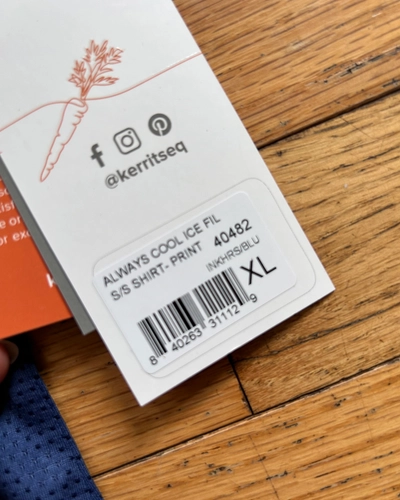 @kerritseq
ALWAYS COOL ICE FIL
S/S SHIRT- PRINT 40482
INKHRS/BLU
XL
8 40263 31112 9